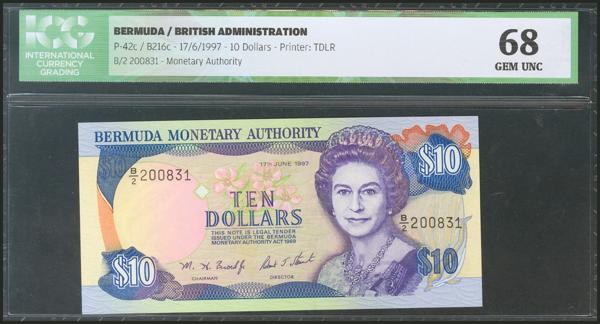 ICG
INTERNATIONAL
CURRENCY
GRADING
BERMUDA / BRITISH ADMINISTRATION
P-42c / B216c - 17/6/1997 - 10 Dollars - Printer: TDLR
B/2 200831 - Monetary Authority
68
GEM UNC
BERMUDA MONETARY AUTHORITY
$10
$10
17TH JUNE 1997
B/2 200831
TEN
DOLLARS
B/2 200831
THIS NOTE IS LEGAL TENDER
ISSUED UNDER THE BERMUDA
MONETARY AUTHORITY ACT 1969
$10
$10
CHAIRMAN
DIRECTOR